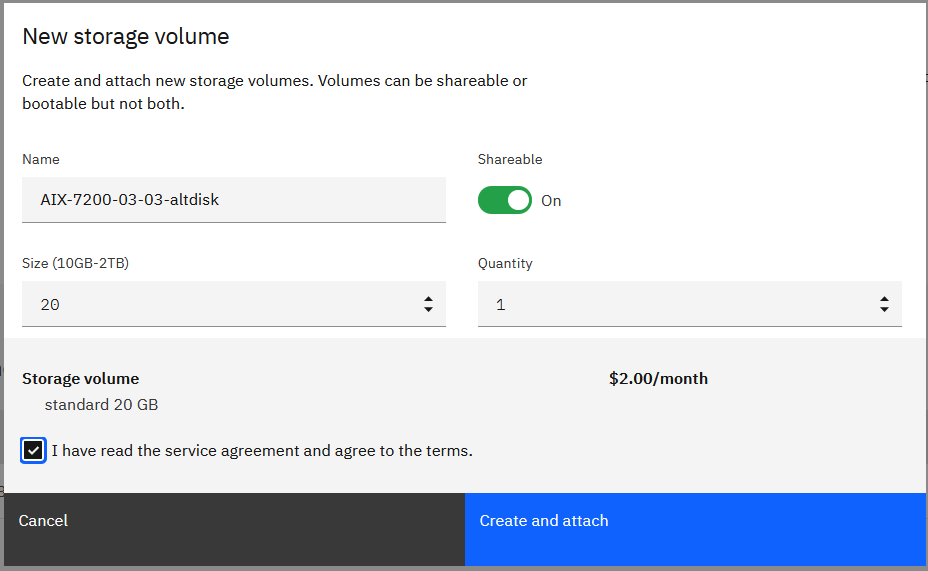 New storage volume
Create and attach new storage volumes. Volumes can be shareable or
bootable but not both.
Name
Shareable
AIX-7200-03-03-altdisk
On
Size (10GB-2TB)
Quantity
20
1
Storage volume
$2.00/month
standard 20 GB
I have read the service agreement and agree to the terms.
Cancel
Create and attach